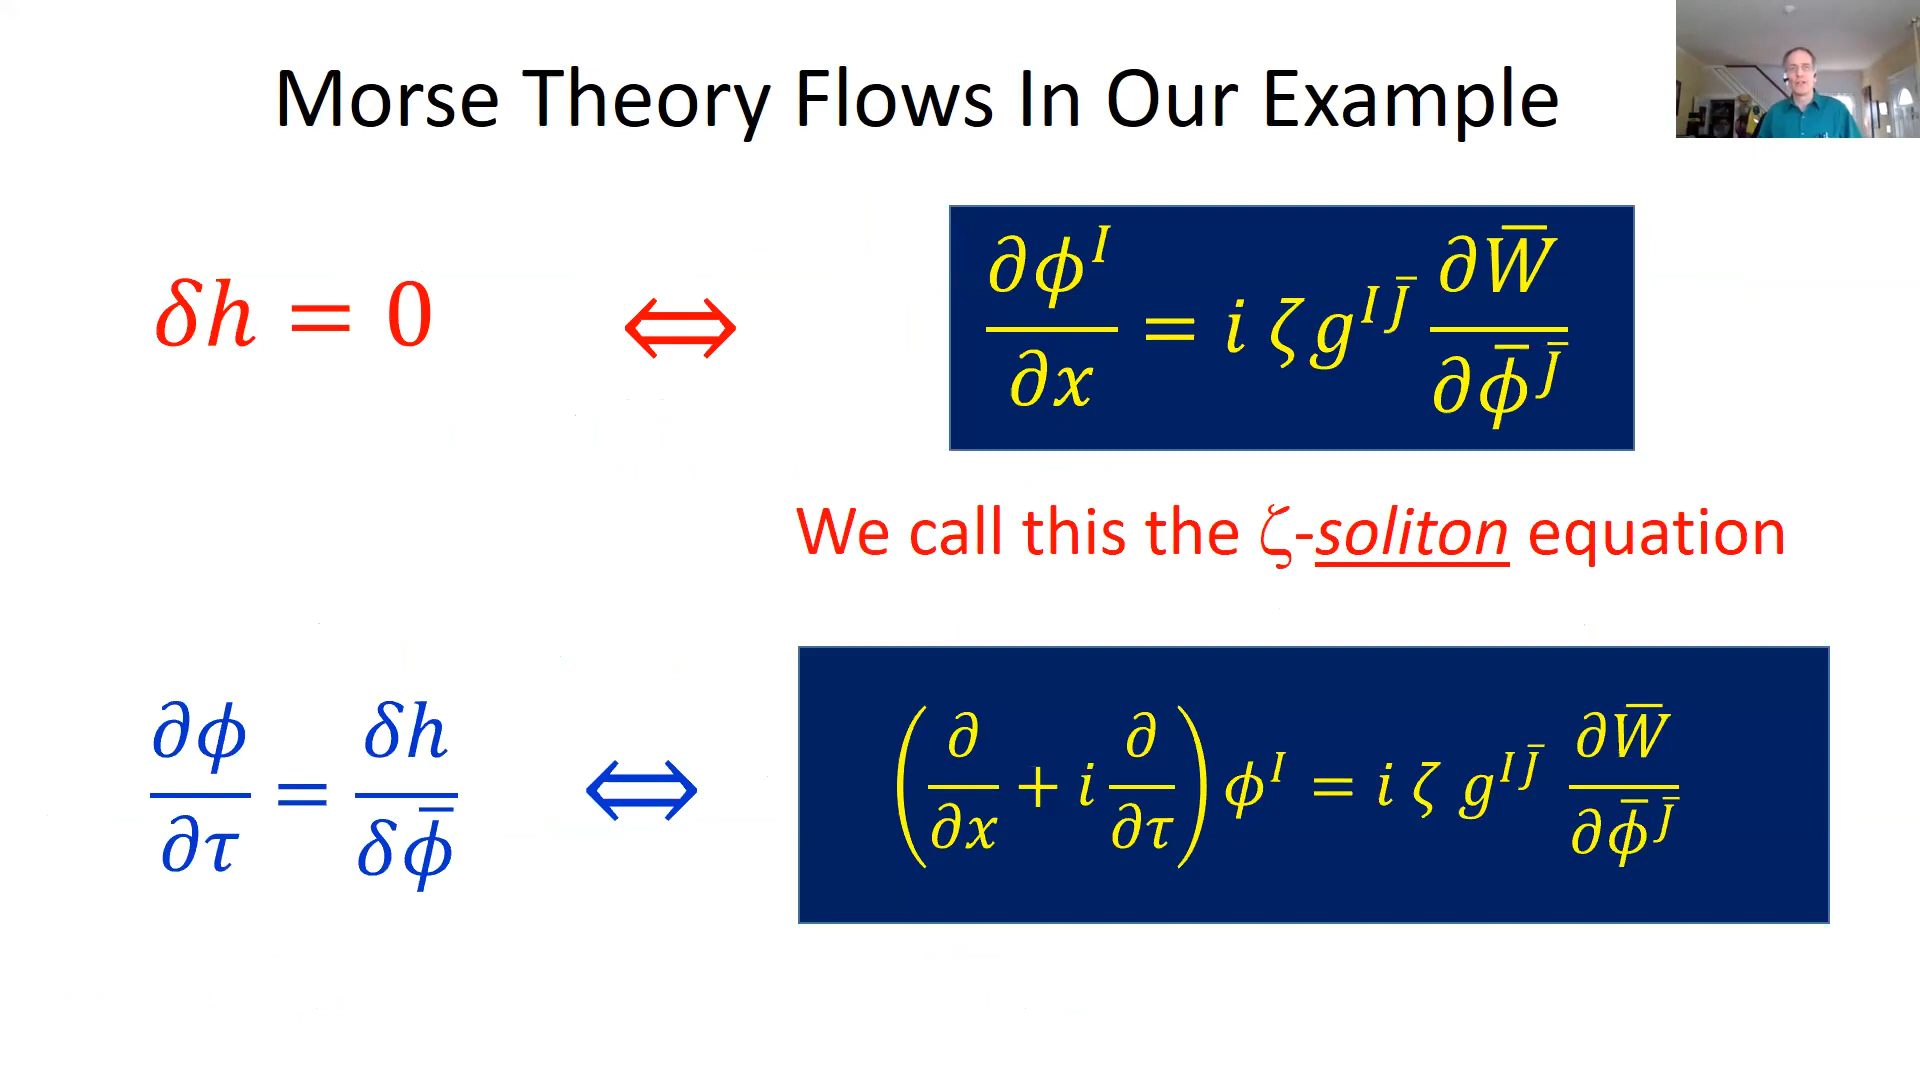 Morse Theory Flows In Our Example
δh = 0 ⟺ ∂ϕ^I/∂x = i ζ g^{IJ̄} ∂W̄/∂ϕ̄^{J̄}
We call this the ζ-soliton equation
∂ϕ/∂τ = δh/δϕ̄ ⟺ (∂/∂x + i ∂/∂τ) ϕ^I = i ζ g^{IJ̄} ∂W̄/∂ϕ̄^{J̄}